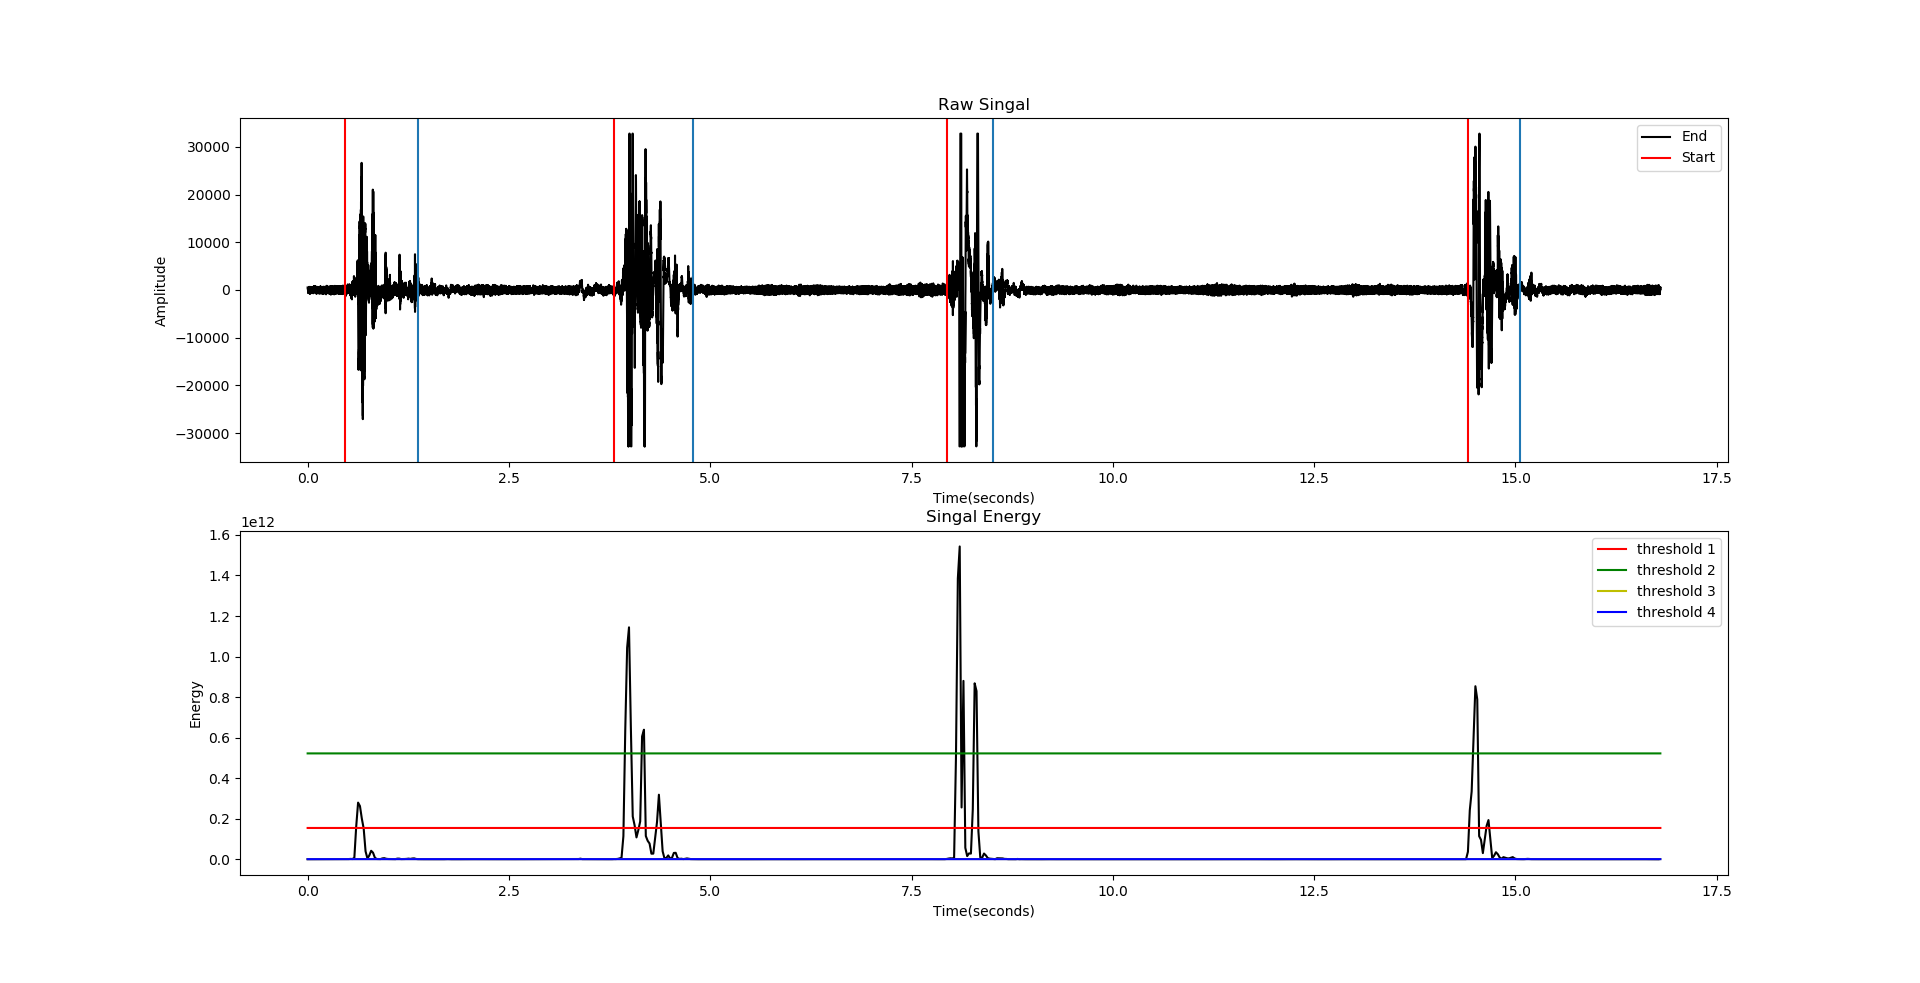 Raw Singal
30000
20000
10000
0
−10000
−20000
−30000
Amplitude
End
Start
0.0 2.5 5.0 7.5 10.0 12.5 15.0 17.5
Time(seconds)
Singal Energy
1e12
1.6
1.4
1.2
1.0
0.8
0.6
0.4
0.2
0.0
Energy
threshold 1
threshold 2
threshold 3
threshold 4
0.0 2.5 5.0 7.5 10.0 12.5 15.0 17.5
Time(seconds)